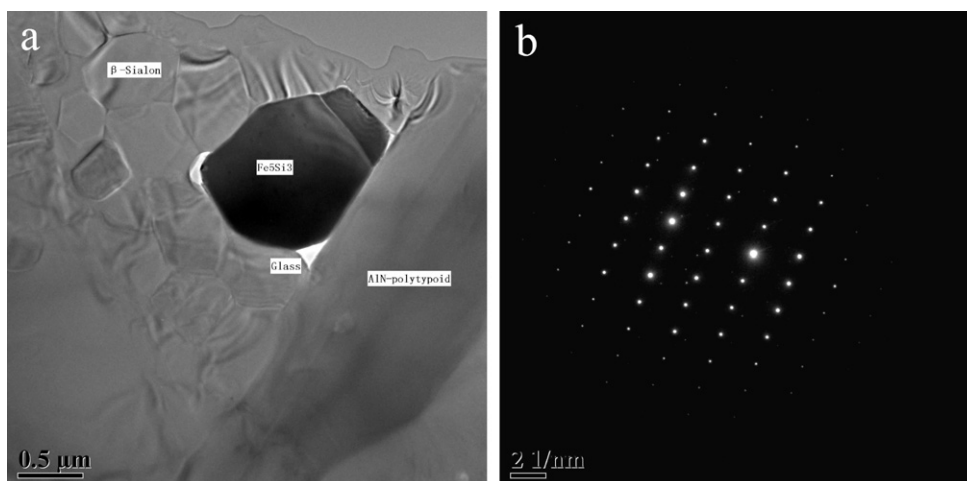 a
β-Sialon
Fe5Si3
Glass
AlN-polytypoid
0.5 μm
b
2 1/nm